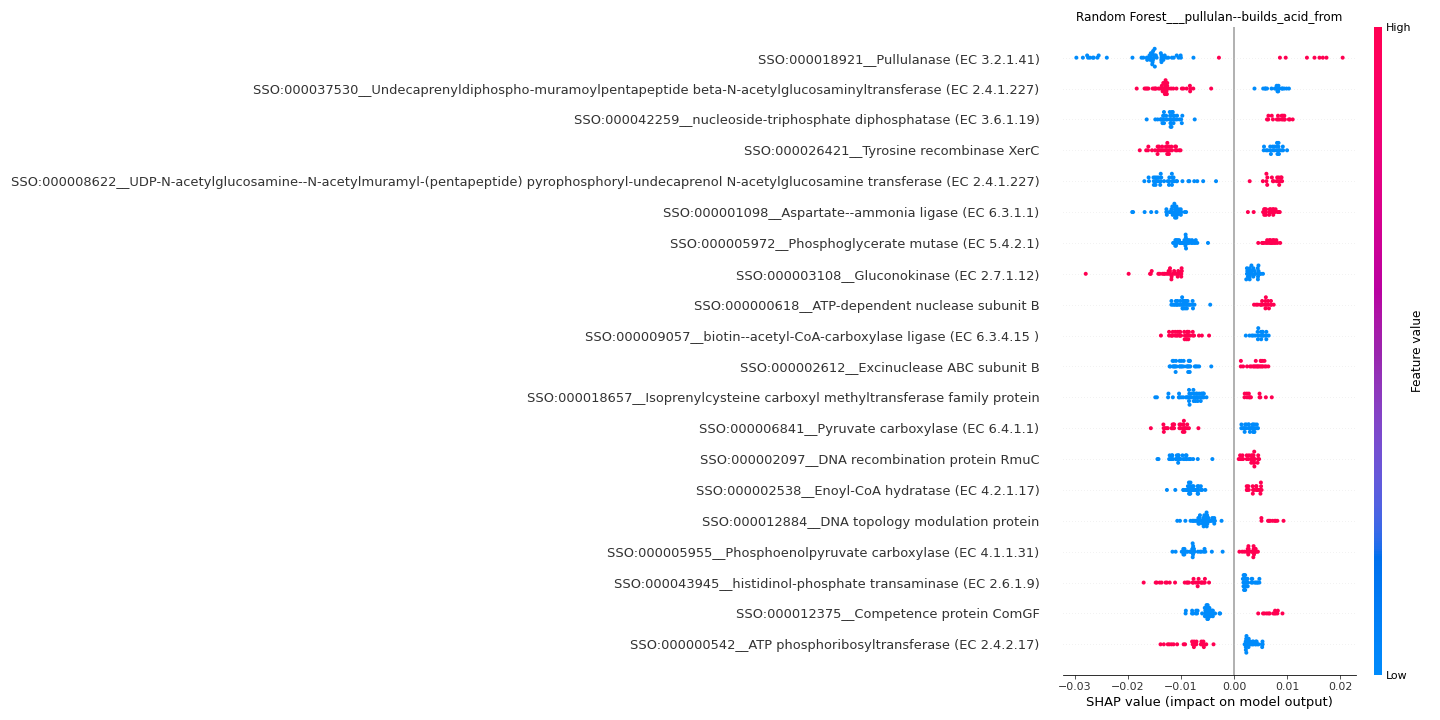 Random Forest___pullulan--builds_acid_from
High
SSO:000018921__Pullulanase (EC 3.2.1.41)
SSO:000037530__Undecaprenyldiphospho-muramoylpentapeptide beta-N-acetylglucosaminyltransferase (EC 2.4.1.227)
SSO:000042259__nucleoside-triphosphate diphosphatase (EC 3.6.1.19)
SSO:000026421__Tyrosine recombinase XerC
SSO:000008622__UDP-N-acetylglucosamine--N-acetylmuramyl-(pentapeptide) pyrophosphoryl-undecaprenol N-acetylglucosamine transferase (EC 2.4.1.227)
SSO:000001098__Aspartate--ammonia ligase (EC 6.3.1.1)
SSO:000005972__Phosphoglycerate mutase (EC 5.4.2.1)
SSO:000003108__Gluconokinase (EC 2.7.1.12)
SSO:000000618__ATP-dependent nuclease subunit B
SSO:000009057__biotin--acetyl-CoA-carboxylase ligase (EC 6.3.4.15 )
SSO:000002612__Excinuclease ABC subunit B
SSO:000018657__Isoprenylcysteine carboxyl methyltransferase family protein
SSO:000006841__Pyruvate carboxylase (EC 6.4.1.1)
SSO:000002097__DNA recombination protein RmuC
SSO:000002538__Enoyl-CoA hydratase (EC 4.2.1.17)
SSO:000012884__DNA topology modulation protein
SSO:000005955__Phosphoenolpyruvate carboxylase (EC 4.1.1.31)
SSO:000043945__histidinol-phosphate transaminase (EC 2.6.1.9)
SSO:000012375__Competence protein ComGF
SSO:000000542__ATP phosphoribosyltransferase (EC 2.4.2.17)
Feature value
Low
−0.03 −0.02 −0.01 0.00 0.01 0.02
SHAP value (impact on model output)